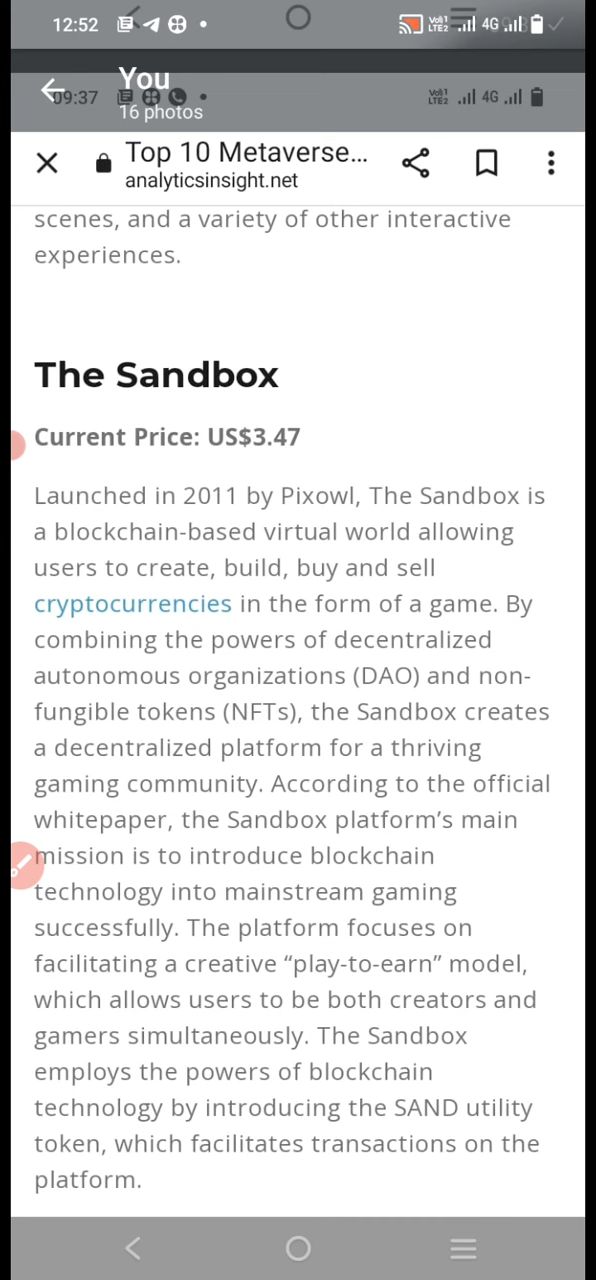 12:52
4G
You
09:37
4G
16 photos
Top 10 Metaverse...
analyticsinsight.net
scenes, and a variety of other interactive
experiences.
The Sandbox
Current Price: US$3.47
Launched in 2011 by Pixowl, The Sandbox is
a blockchain-based virtual world allowing
users to create, build, buy and sell
cryptocurrencies in the form of a game. By
combining the powers of decentralized
autonomous organizations (DAO) and non-
fungible tokens (NFTs), the Sandbox creates
a decentralized platform for a thriving
gaming community. According to the official
whitepaper, the Sandbox platform’s main
mission is to introduce blockchain
technology into mainstream gaming
successfully. The platform focuses on
facilitating a creative “play-to-earn” model,
which allows users to be both creators and
gamers simultaneously. The Sandbox
employs the powers of blockchain
technology by introducing the SAND utility
token, which facilitates transactions on the
platform.